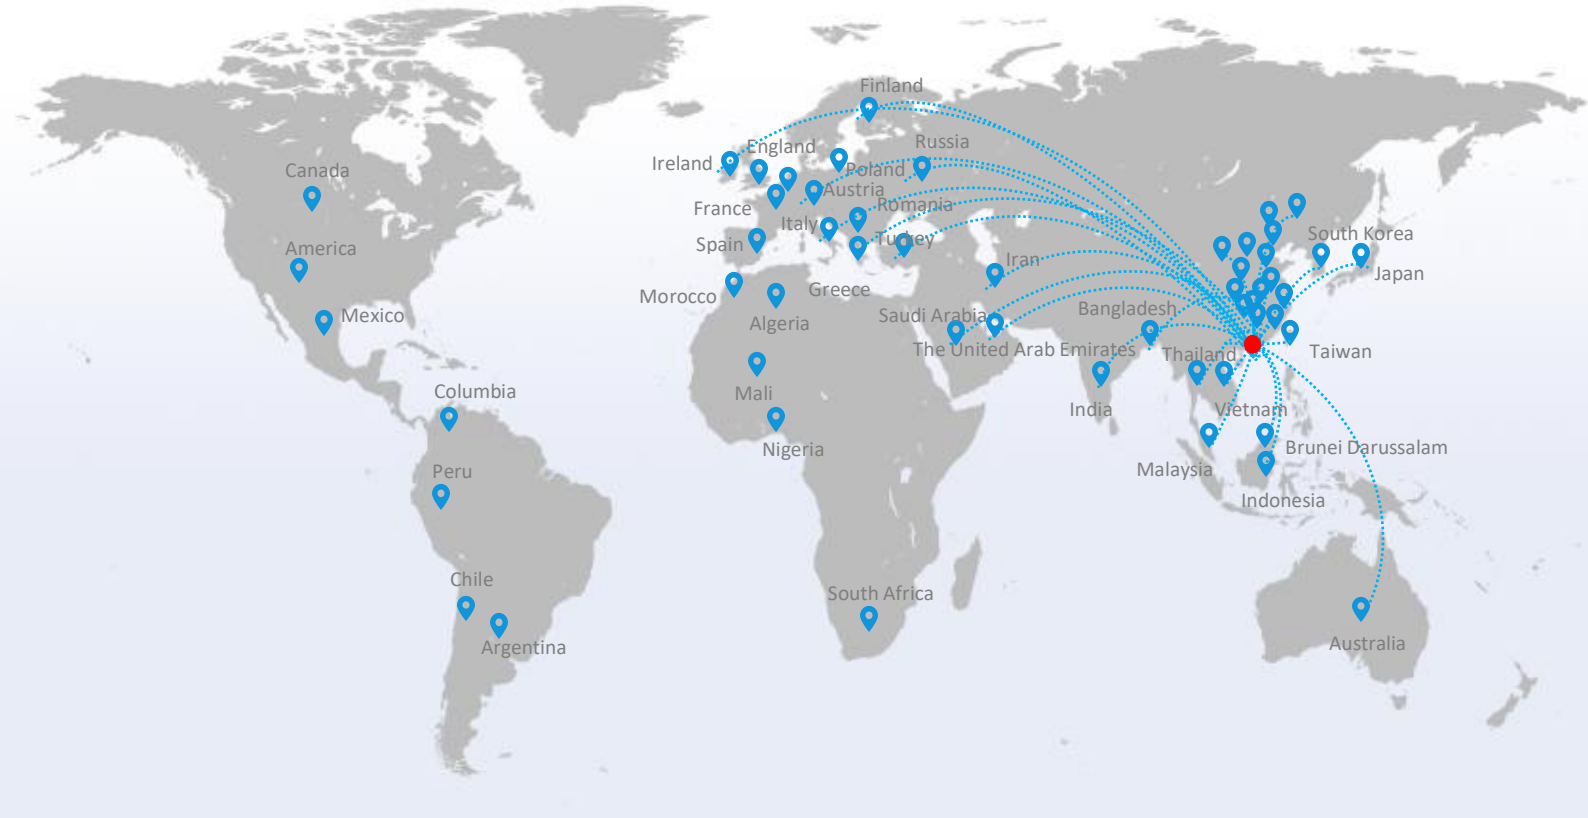 Finland
Russia
England
Ireland
Poland
Canada
Austria
France
Romania
Italy
South Korea
Spain
Turkey
America
Iran
Japan
Morocco
Greece
Mexico
Algeria
Saudi Arabia
Bangladesh
The United Arab Emirates
Thailand
Taiwan
Columbia
Mali
India
Vietnam
Nigeria
Brunei Darussalam
Peru
Malaysia
Indonesia
Chile
South Africa
Argentina
Australia